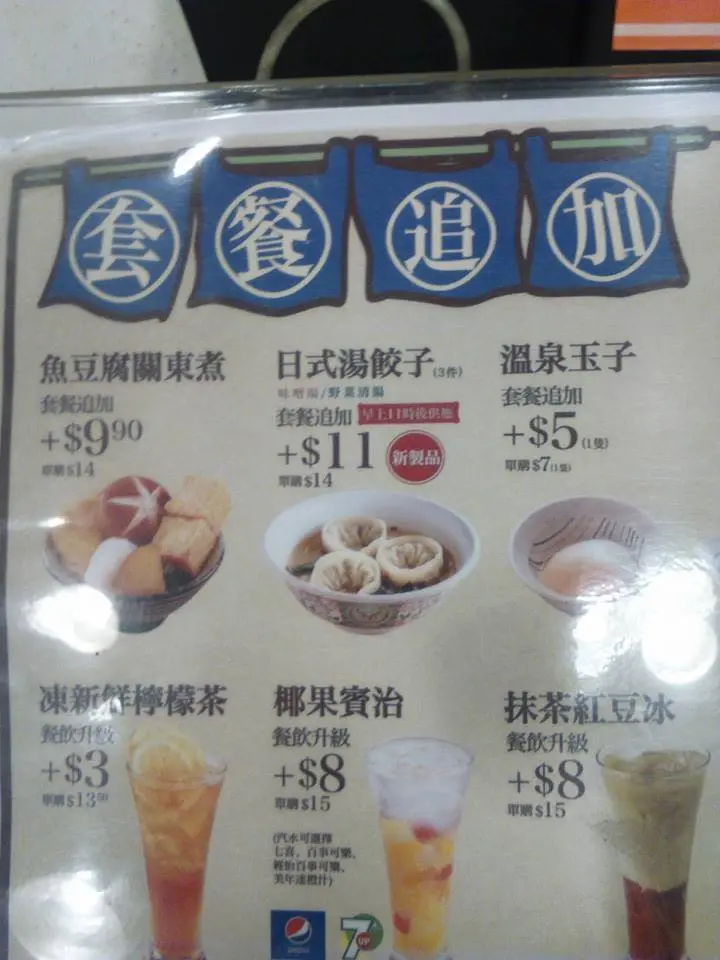 套餐追加
魚豆腐關東煮
套餐追加
+$9.90
單購$14
日式湯餃子(3件)
味噌湯/野菜清湯
套餐追加 早上11時後供應
+$11 新製品
單購$14
溫泉玉子
套餐追加
+$5(1隻)
單購$7(1隻)
凍新鮮檸檬茶
餐飲升級
+$3
單購$13.50
椰果賓治
餐飲升級
+$8
單購$15
(汽水可選擇
七喜、百事可樂、
輕怡百事可樂、
美年達橙汁)
pepsi
7UP
抹茶紅豆冰
餐飲升級
+$8
單購$15